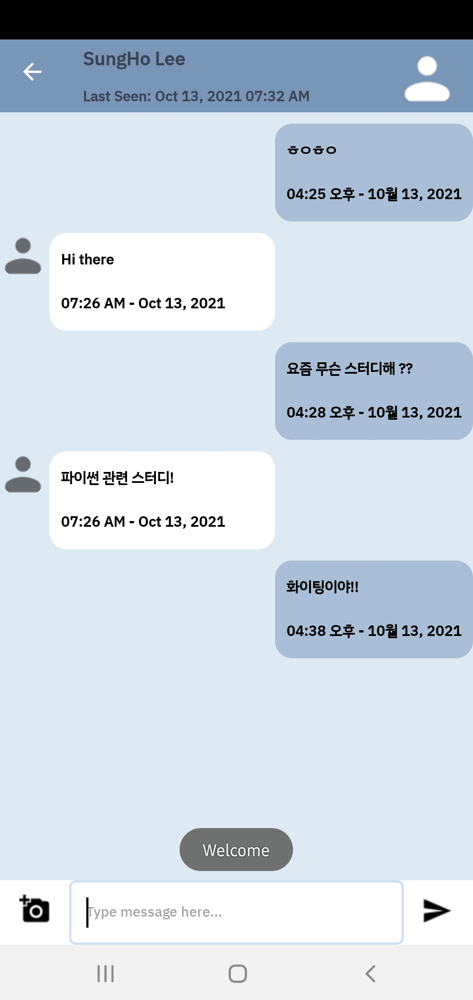 SungHo Lee
Last Seen: Oct 13, 2021 07:32 AM
ㅎㅇㅎㅇ
04:25 오후 - 10월 13, 2021
Hi there
07:26 AM - Oct 13, 2021
요즘 무슨 스터디해 ??
04:28 오후 - 10월 13, 2021
파이썬 관련 스터디!
07:26 AM - Oct 13, 2021
화이팅이야!!
04:38 오후 - 10월 13, 2021
Welcome
Type message here...